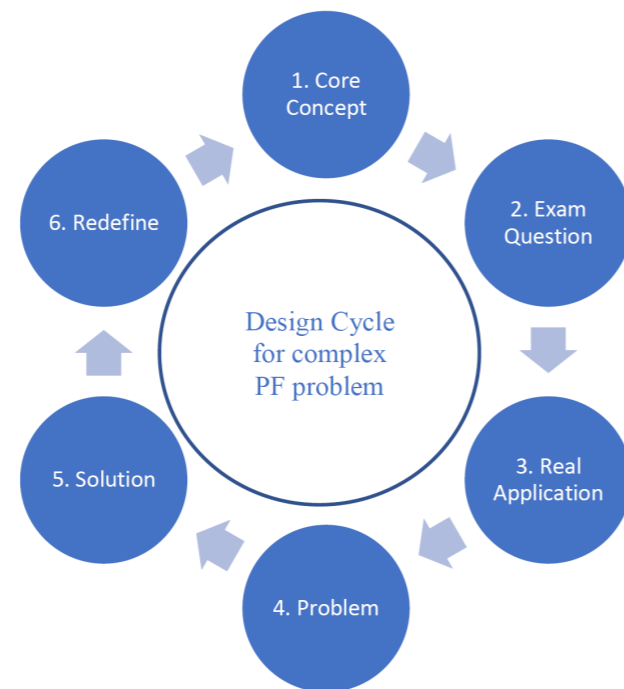 1. Core
Concept
2. Exam
Question
3. Real
Application
4. Problem
5. Solution
6. Redefine
Design Cycle
for complex
PF problem